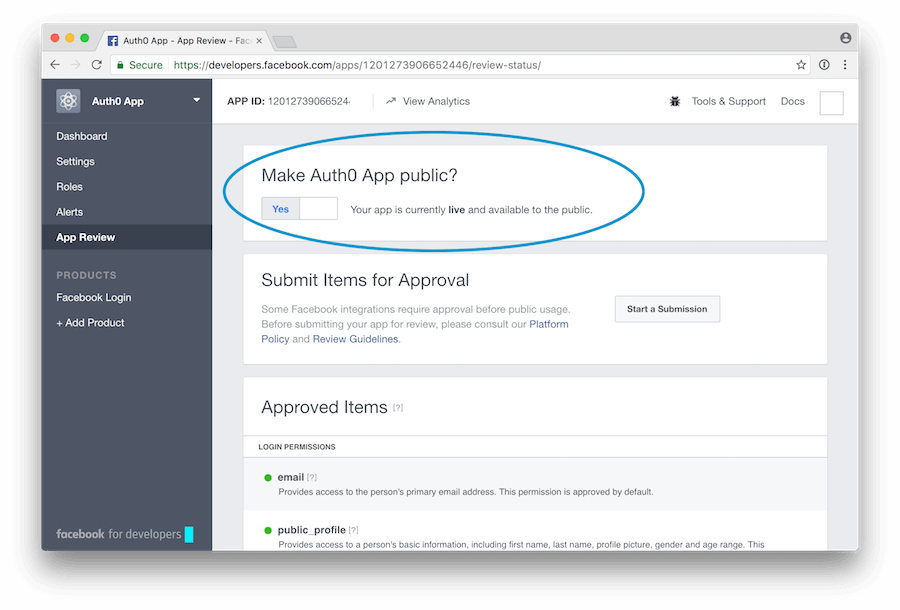 Auth0 App - App Review - Fac
Secure https://developers.facebook.com/apps/1201273906652446/review-status/
Auth0 App
APP ID: 12012739066524
View Analytics
Tools & Support
Docs
Dashboard
Settings
Roles
Alerts
App Review
PRODUCTS
Facebook Login
+ Add Product
facebook for developers
Make Auth0 App public?
Yes
Your app is currently live and available to the public.
Submit Items for Approval
Some Facebook integrations require approval before public usage.
Before submitting your app for review, please consult our Platform
Policy and Review Guidelines.
Start a Submission
Approved Items [?]
LOGIN PERMISSIONS
email [?]
Provides access to the person's primary email address. This permission is approved by default.
public_profile [?]
Provides access to a person's basic information, including first name, last name, profile picture, gender and age range. This